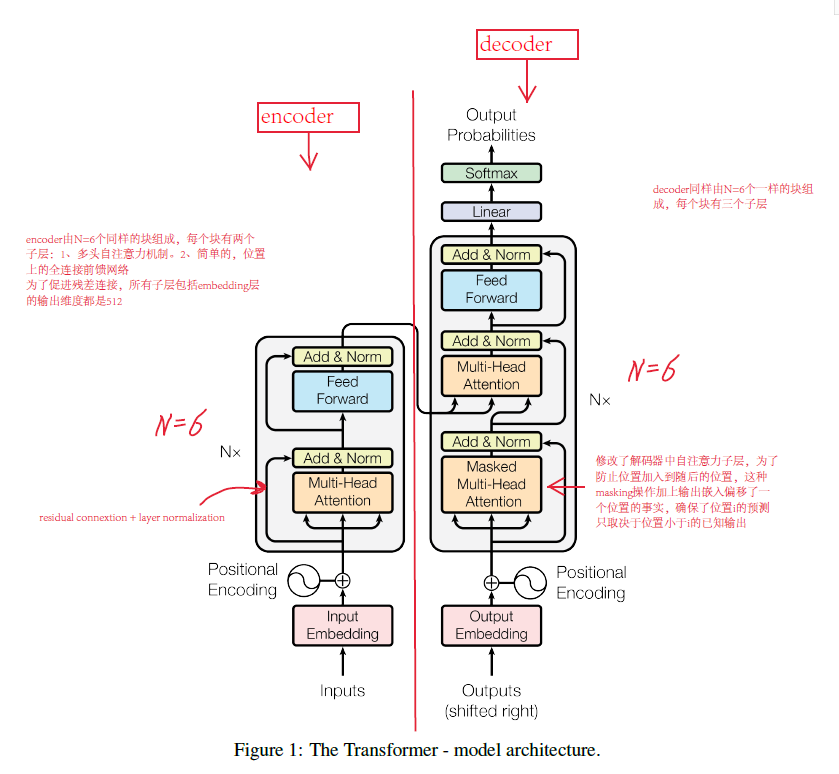 decoder
encoder
Output
Probabilities
Softmax
Linear
decoder同样由N=6个一样的块组
成，每个块有三个子层
encoder由N=6个同样的块组成，每个块有两个
子层：1、多头自注意力机制。2、简单的，位置
上的全连接前馈网络
为了促进残差连接，所有子层包括embedding层
的输出维度都是512
Add & Norm
Feed
Forward
Add & Norm
Multi-Head
Attention
Add & Norm
Masked
Multi-Head
Attention
Nx
N=6
修改了解码器中自注意力子层，为了
防止位置加入到随后的位置，这种
masking操作加上输出嵌入偏移了一
个位置的事实，确保了位置i的预测
只取决于位置小于i的已知输出
Add & Norm
Feed
Forward
Add & Norm
Multi-Head
Attention
N=6
Nx
residual connextion + layer normalization
Positional
Encoding
Positional
Encoding
Input
Embedding
Output
Embedding
Inputs
Outputs
(shifted right)
Figure 1: The Transformer - model architecture.